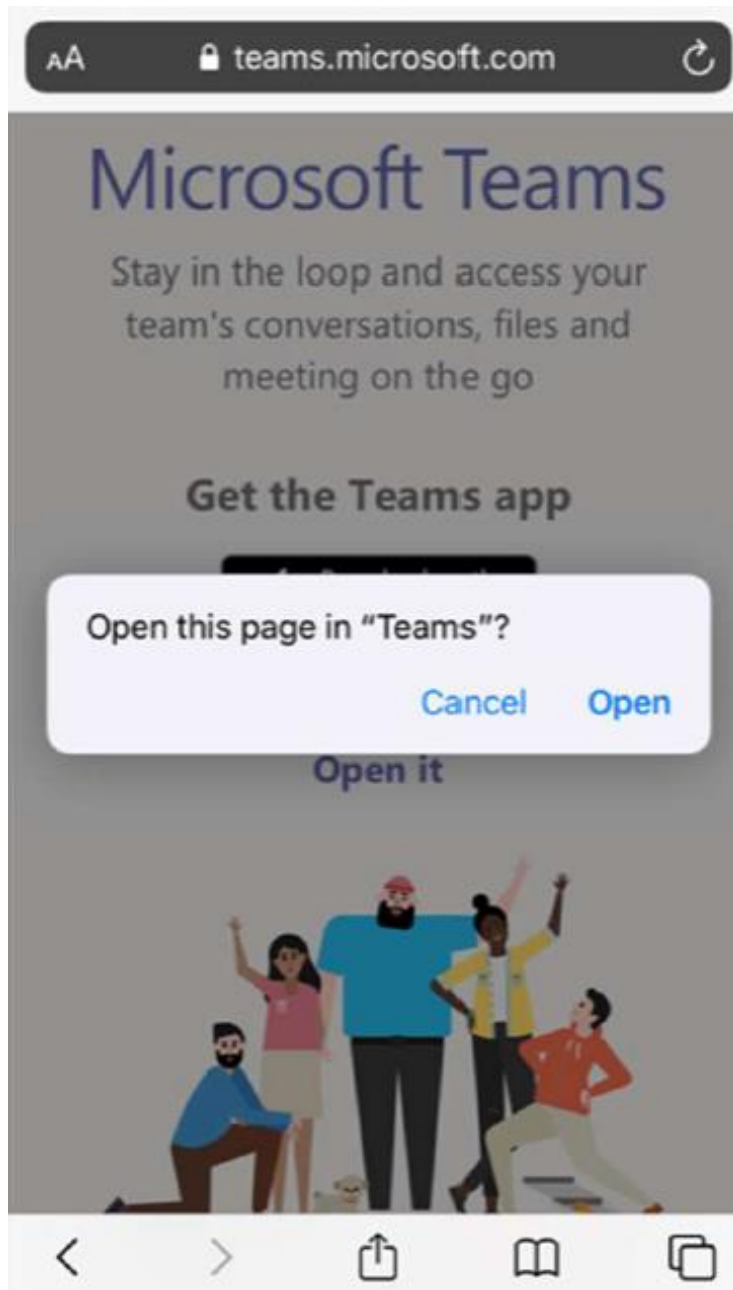 AA teams.microsoft.com
Microsoft Teams
Stay in the loop and access your
team's conversations, files and
meeting on the go
Get the Teams app
Open this page in “Teams”?
Cancel Open
Open it